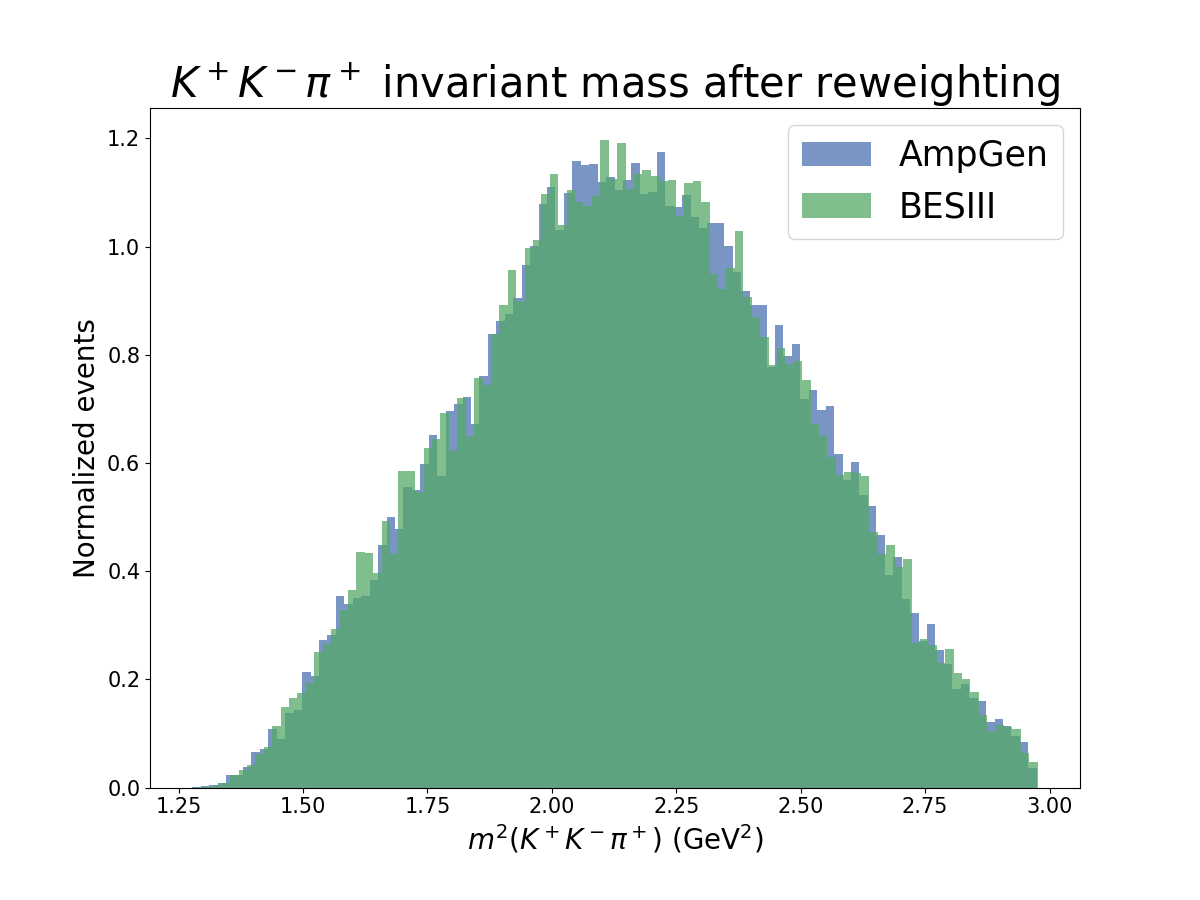 K⁺K⁻π⁺ invariant mass after reweighting
AmpGen
BESIII
Normalized events
1.2
1.0
0.8
0.6
0.4
0.2
0.0
1.25 1.50 1.75 2.00 2.25 2.50 2.75 3.00
m²(K⁺K⁻π⁺) (GeV²)